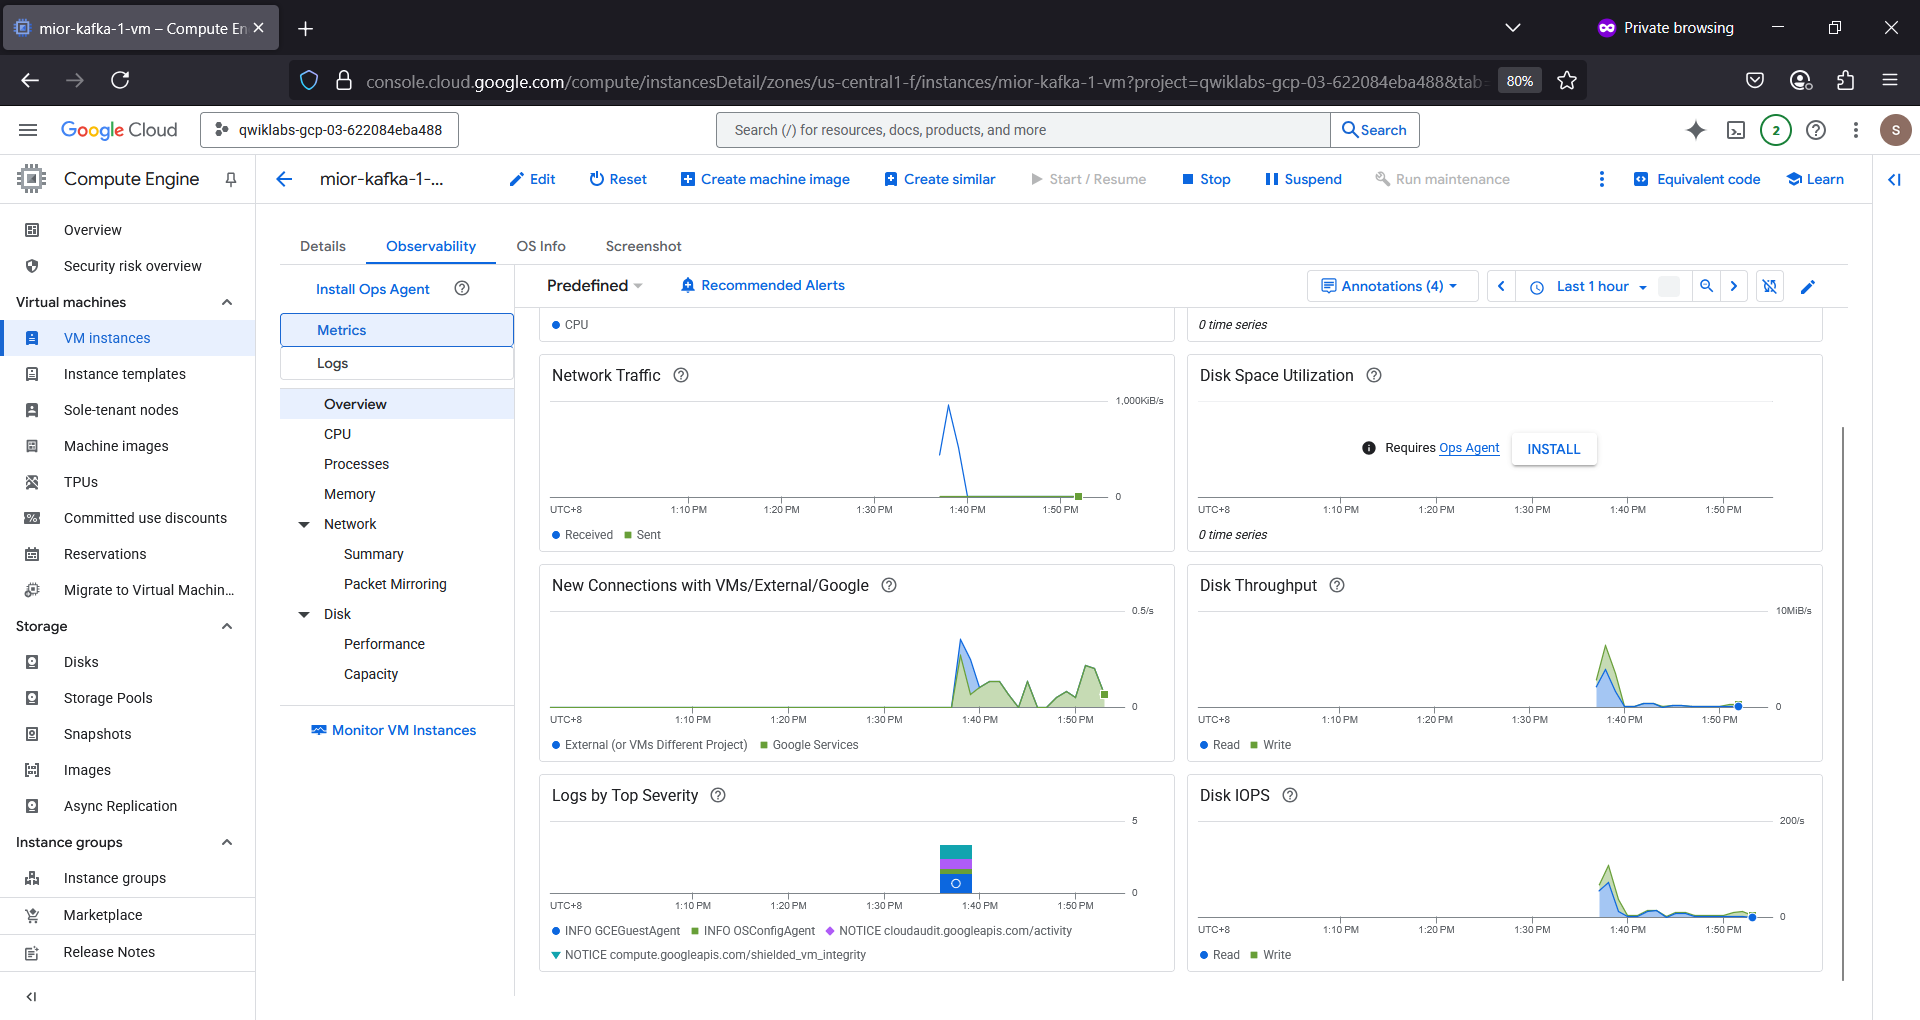 mior-kafka-1-vm – Compute En
Private browsing
console.cloud.google.com/compute/instancesDetail/zones/us-central1-f/instances/mior-kafka-1-vm?project=qwiklabs-gcp-03-622084eba488&tab=
80%
Google Cloud
qwiklabs-gcp-03-622084eba488
Search (/) for resources, docs, products, and more
Search
2
S
Compute Engine
mior-kafka-1-...
Edit
Reset
Create machine image
Create similar
Start / Resume
Stop
Suspend
Run maintenance
Equivalent code
Learn
Overview
Security risk overview
Virtual machines
VM instances
Instance templates
Sole-tenant nodes
Machine images
TPUs
Committed use discounts
Reservations
Migrate to Virtual Machin...
Storage
Disks
Storage Pools
Snapshots
Images
Async Replication
Instance groups
Instance groups
Marketplace
Release Notes
Details
Observability
OS Info
Screenshot
Install Ops Agent
Metrics
Logs
Overview
CPU
Processes
Memory
Network
Summary
Packet Mirroring
Disk
Performance
Capacity
Monitor VM Instances
Predefined
Recommended Alerts
Annotations (4)
Last 1 hour
CPU
0 time series
Network Traffic
1,000KiB/s
0
UTC+8 1:10 PM 1:20 PM 1:30 PM 1:40 PM 1:50 PM
Received Sent
Disk Space Utilization
Requires Ops Agent INSTALL
UTC+8 1:10 PM 1:20 PM 1:30 PM 1:40 PM 1:50 PM
0 time series
New Connections with VMs/External/Google
0.5/s
0
UTC+8 1:10 PM 1:20 PM 1:30 PM 1:40 PM 1:50 PM
External (or VMs Different Project) Google Services
Disk Throughput
10MiB/s
0
UTC+8 1:10 PM 1:20 PM 1:30 PM 1:40 PM 1:50 PM
Read Write
Logs by Top Severity
5
0
UTC+8 1:10 PM 1:20 PM 1:30 PM 1:40 PM 1:50 PM
INFO GCEGuestAgent INFO OSConfigAgent NOTICE cloudaudit.googleapis.com/activity
NOTICE compute.googleapis.com/shielded_vm_integrity
Disk IOPS
200/s
0
UTC+8 1:10 PM 1:20 PM 1:30 PM 1:40 PM 1:50 PM
Read Write